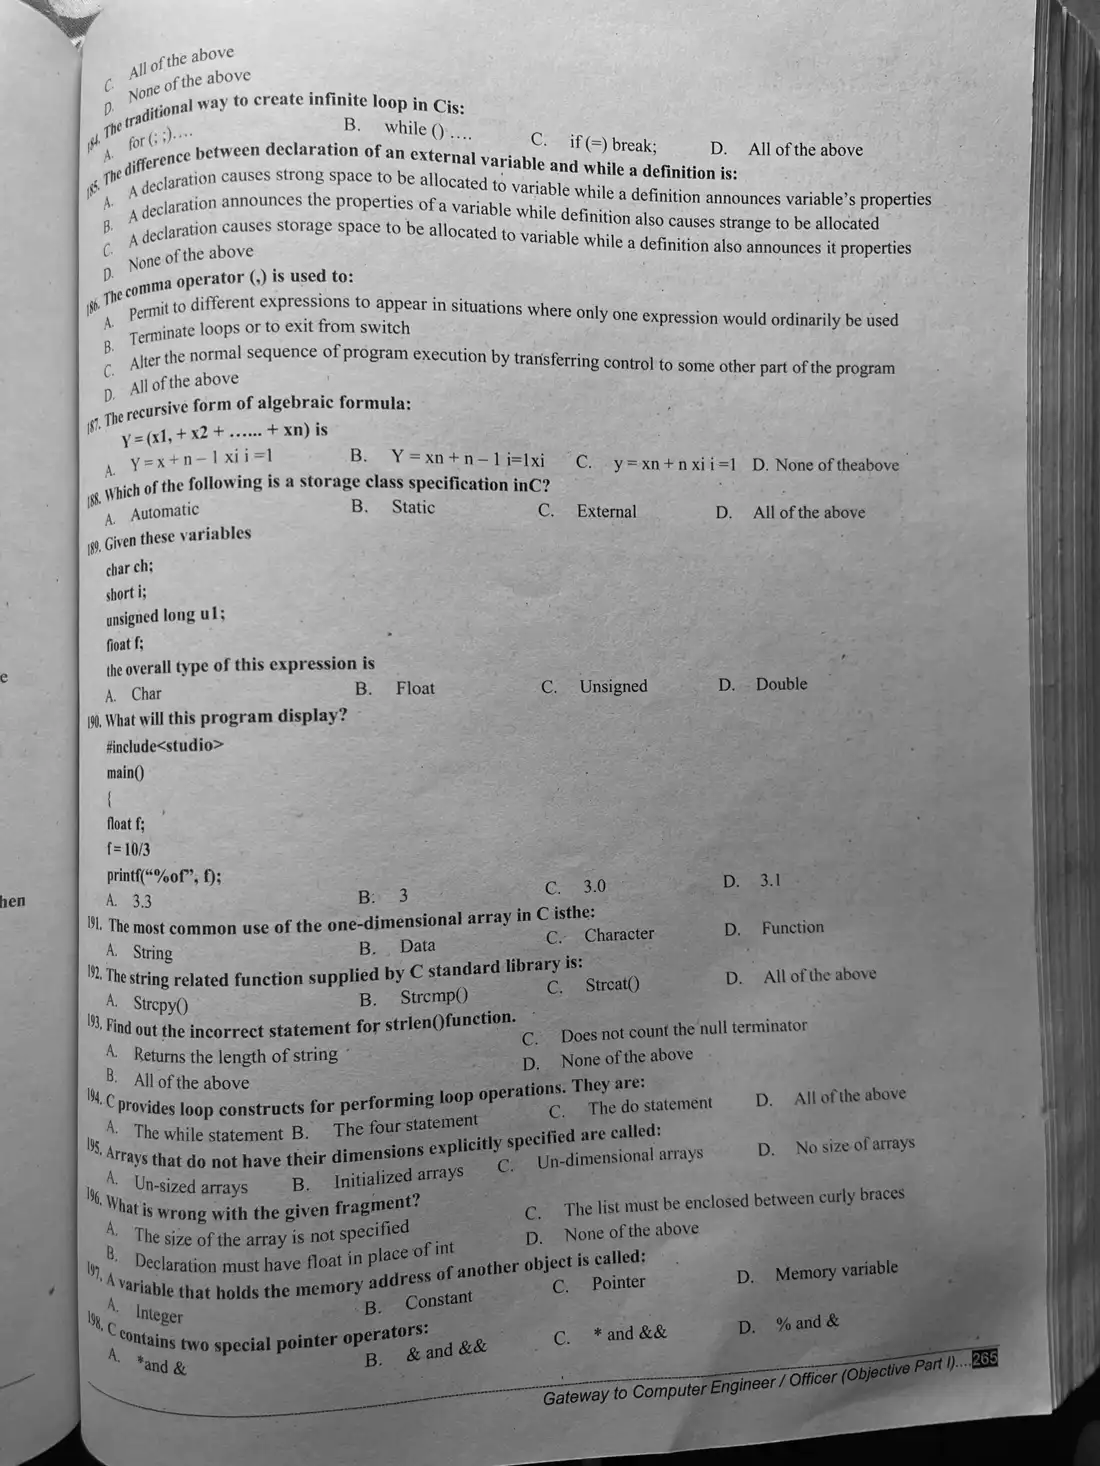 C. All of the above
D. None of the above
184. The traditional way to create infinite loop in Cis:
A. for (; ;).... B. while () .... C. if (=) break; D. All of the above
185. The difference between declaration of an external variable and while a definition is:
A. A declaration causes strong space to be allocated to variable while a definition announces variable's properties
B. A declaration announces the properties of a variable while definition also causes strange to be allocated
C. A declaration causes storage space to be allocated to variable while a definition also announces it properties
D. None of the above
186. The comma operator (,) is used to:
A. Permit to different expressions to appear in situations where only one expression would ordinarily be used
B. Terminate loops or to exit from switch
C. Alter the normal sequence of program execution by transferring control to some other part of the program
D. All of the above
187. The recursive form of algebraic formula:
Y = (x1, + x2 + ...... + xn) is
A. Y = x + n – 1 xi i =1 B. Y = xn + n – 1 i=1xi C. y = xn + n xi i =1 D. None of theabove
188. Which of the following is a storage class specification inC?
A. Automatic B. Static C. External D. All of the above
189. Given these variables
char ch;
short i;
unsigned long u1;
fioat f;
the overall type of this expression is
A. Char B. Float C. Unsigned D. Double
190. What will this program display?
#include<studio>
main()
{
float f;
f = 10/3
printf(“%of”, f);
A. 3.3 B. 3 C. 3.0 D. 3.1
191. The most common use of the one-dimensional array in C isthe:
A. String B. Data C. Character D. Function
192. The string related function supplied by C standard library is:
A. Strcpy() B. Strcmp() C. Strcat() D. All of the above
193. Find out the incorrect statement for strlen()function.
A. Returns the length of string C. Does not count the null terminator
B. All of the above D. None of the above
194. C provides loop constructs for performing loop operations. They are:
A. The while statement B. The four statement C. The do statement D. All of the above
195. Arrays that do not have their dimensions explicitly specified are called:
A. Un-sized arrays B. Initialized arrays C. Un-dimensional arrays D. No size of arrays
196. What is wrong with the given fragment?
A. The size of the array is not specified C. The list must be enclosed between curly braces
B. Declaration must have float in place of int D. None of the above
197. A variable that holds the memory address of another object is called:
A. Integer B. Constant C. Pointer D. Memory variable
198. C contains two special pointer operators:
A. *and & B. & and && C. * and && D. % and &
Gateway to Computer Engineer / Officer (Objective Part I)....265
e
hen